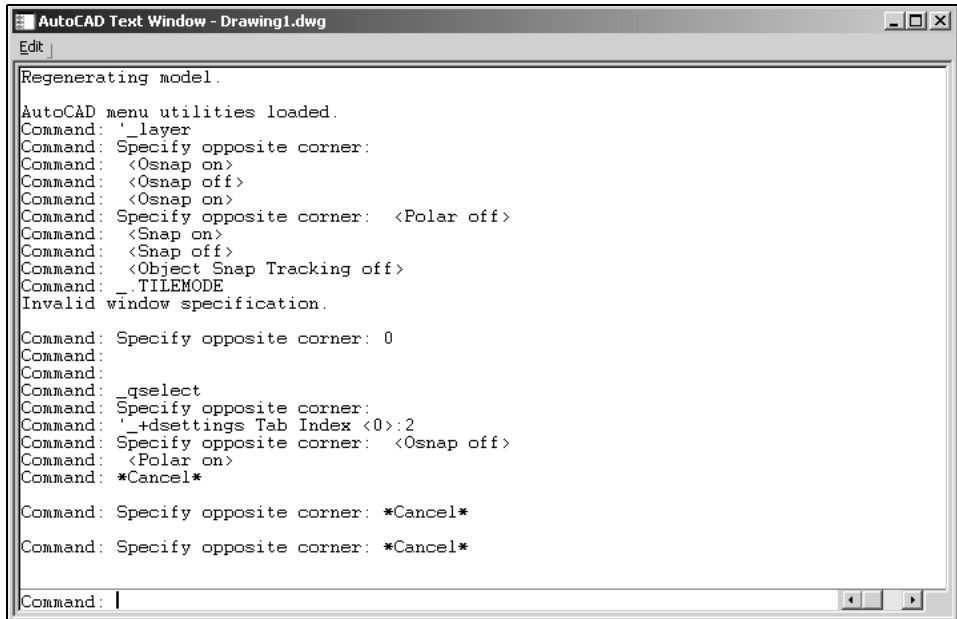 AutoCAD Text Window - Drawing1.dwg
Edit
Regenerating model.
AutoCAD menu utilities loaded.
Command: '_layer
Command: Specify opposite corner:
Command:  <Osnap on>
Command:  <Osnap off>
Command:  <Osnap on>
Command: Specify opposite corner:  <Polar off>
Command:  <Snap on>
Command:  <Snap off>
Command:  <Object Snap Tracking off>
Command: _.TILEMODE
Invalid window specification.
Command: Specify opposite corner: 0
Command:
Command:
Command: _qselect
Command: Specify opposite corner:
Command: '_+dsettings Tab Index <0>:2
Command: Specify opposite corner:  <Osnap off>
Command:  <Polar on>
Command: *Cancel*
Command: Specify opposite corner: *Cancel*
Command: Specify opposite corner: *Cancel*
Command: